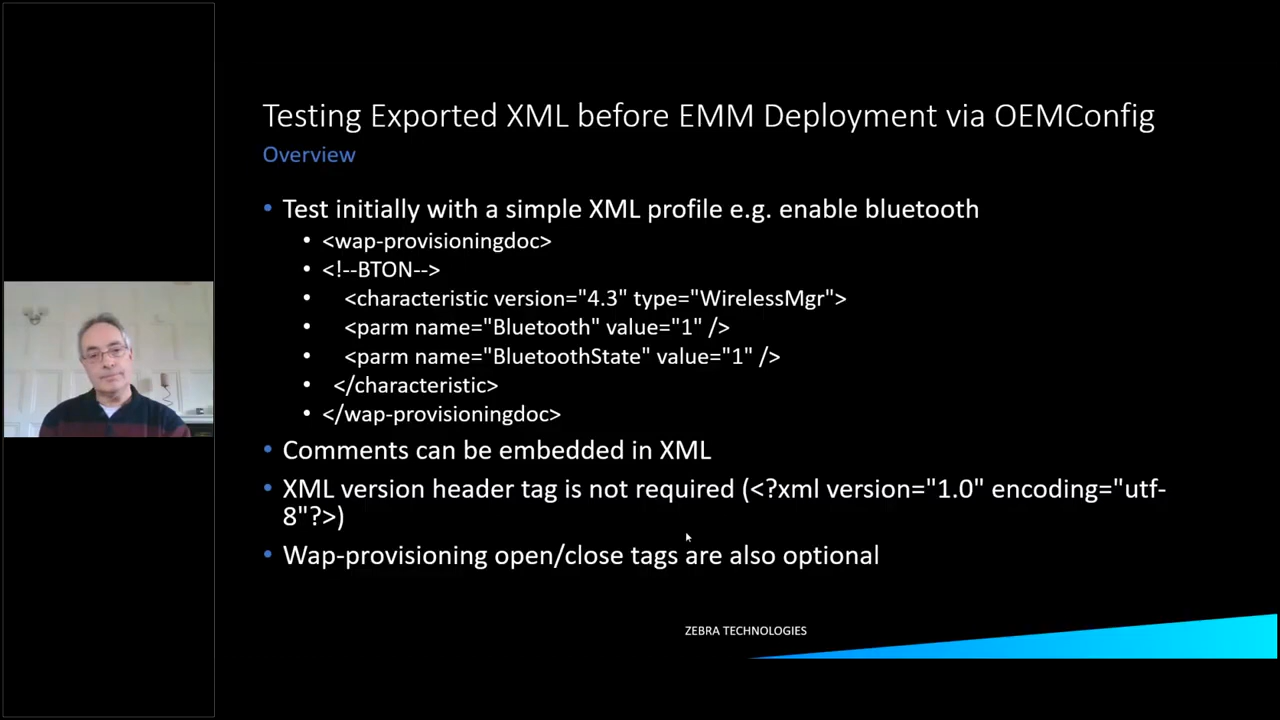 Testing Exported XML before EMM Deployment via OEMConfig
Overview
• Test initially with a simple XML profile e.g. enable bluetooth
• <wap-provisioningdoc>
• <!--BTON-->
• <characteristic version="4.3" type="WirelessMgr">
• <parm name="Bluetooth" value="1" />
• <parm name="BluetoothState" value="1" />
• </characteristic>
• </wap-provisioningdoc>
• Comments can be embedded in XML
• XML version header tag is not required (<?xml version="1.0" encoding="utf-
8"?>)
• Wap-provisioning open/close tags are also optional
ZEBRA TECHNOLOGIES